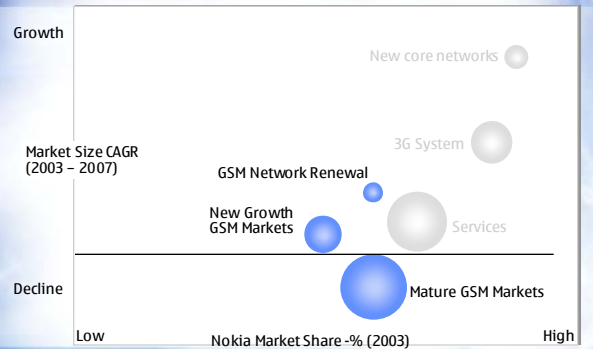 Growth
New core networks
3G System
Market Size CAGR
(2003 – 2007)
GSM Network Renewal
New Growth
GSM Markets
Services
Decline
Mature GSM Markets
Low
Nokia Market Share -% (2003)
High